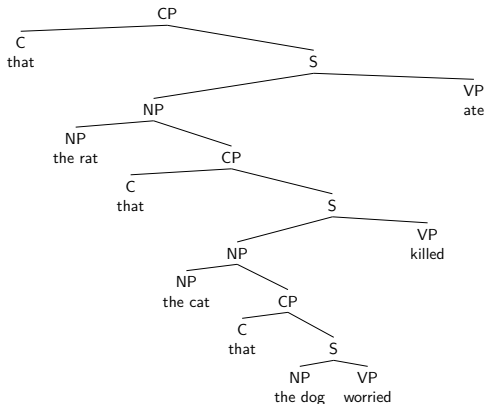 CP
C
that
S
NP
VP
ate
NP
the rat
CP
C
that
S
NP
VP
killed
NP
the cat
CP
C
that
S
NP
the dog
VP
worried